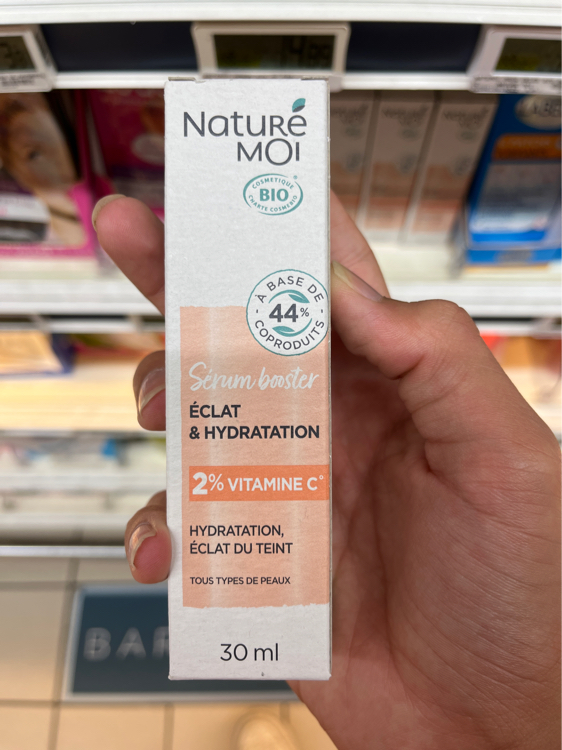 Naturé
MOI
COSMETIQUE
BIO
CHARTE COSMEBIO
À BASE DE
44%
COPRODUITS
Sérum booster
ÉCLAT
& HYDRATATION
2% VITAMINE C°
HYDRATATION,
ÉCLAT DU TEINT
TOUS TYPES DE PEAUX
30 ml
BAR